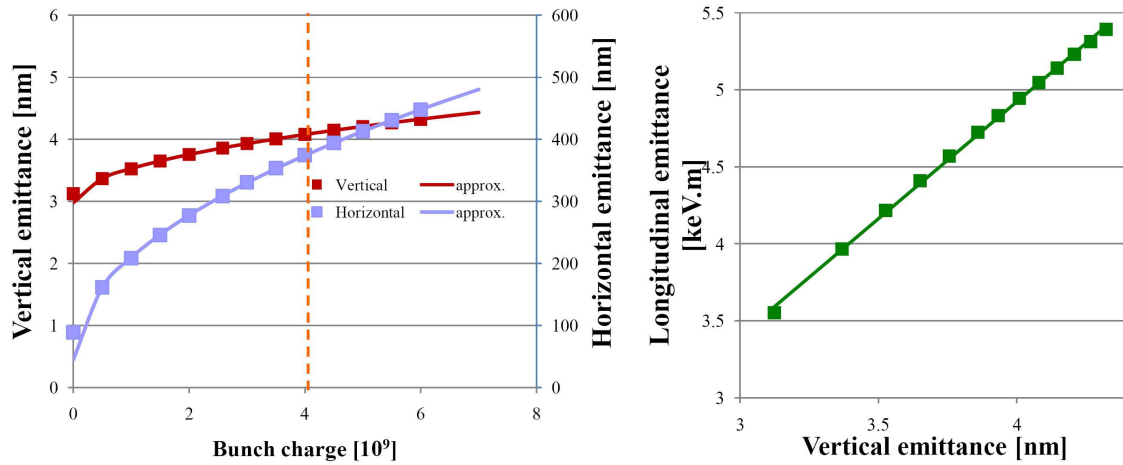 6
5
4
3
2
1
0
Vertical emittance [nm]
600
500
400
300
200
100
0
Horizontal emittance [nm]
Vertical approx.
Horizontal approx.
0 2 4 6 8
Bunch charge [10⁹]
5.5
5
4.5
4
3.5
3
Longitudinal emittance
[keV.m]
3 3.5 4
Vertical emittance [nm]